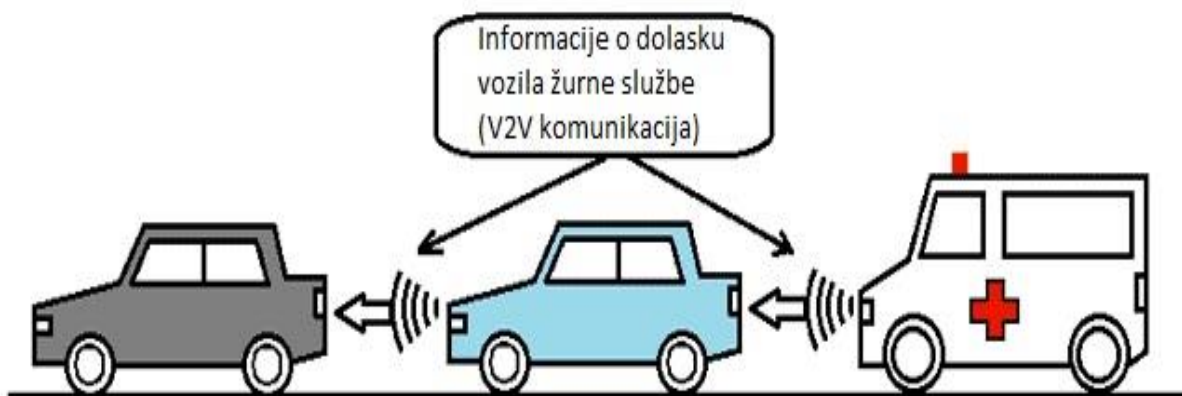 Informacije o dolasku
vozila žurne službe
(V2V komunikacija)